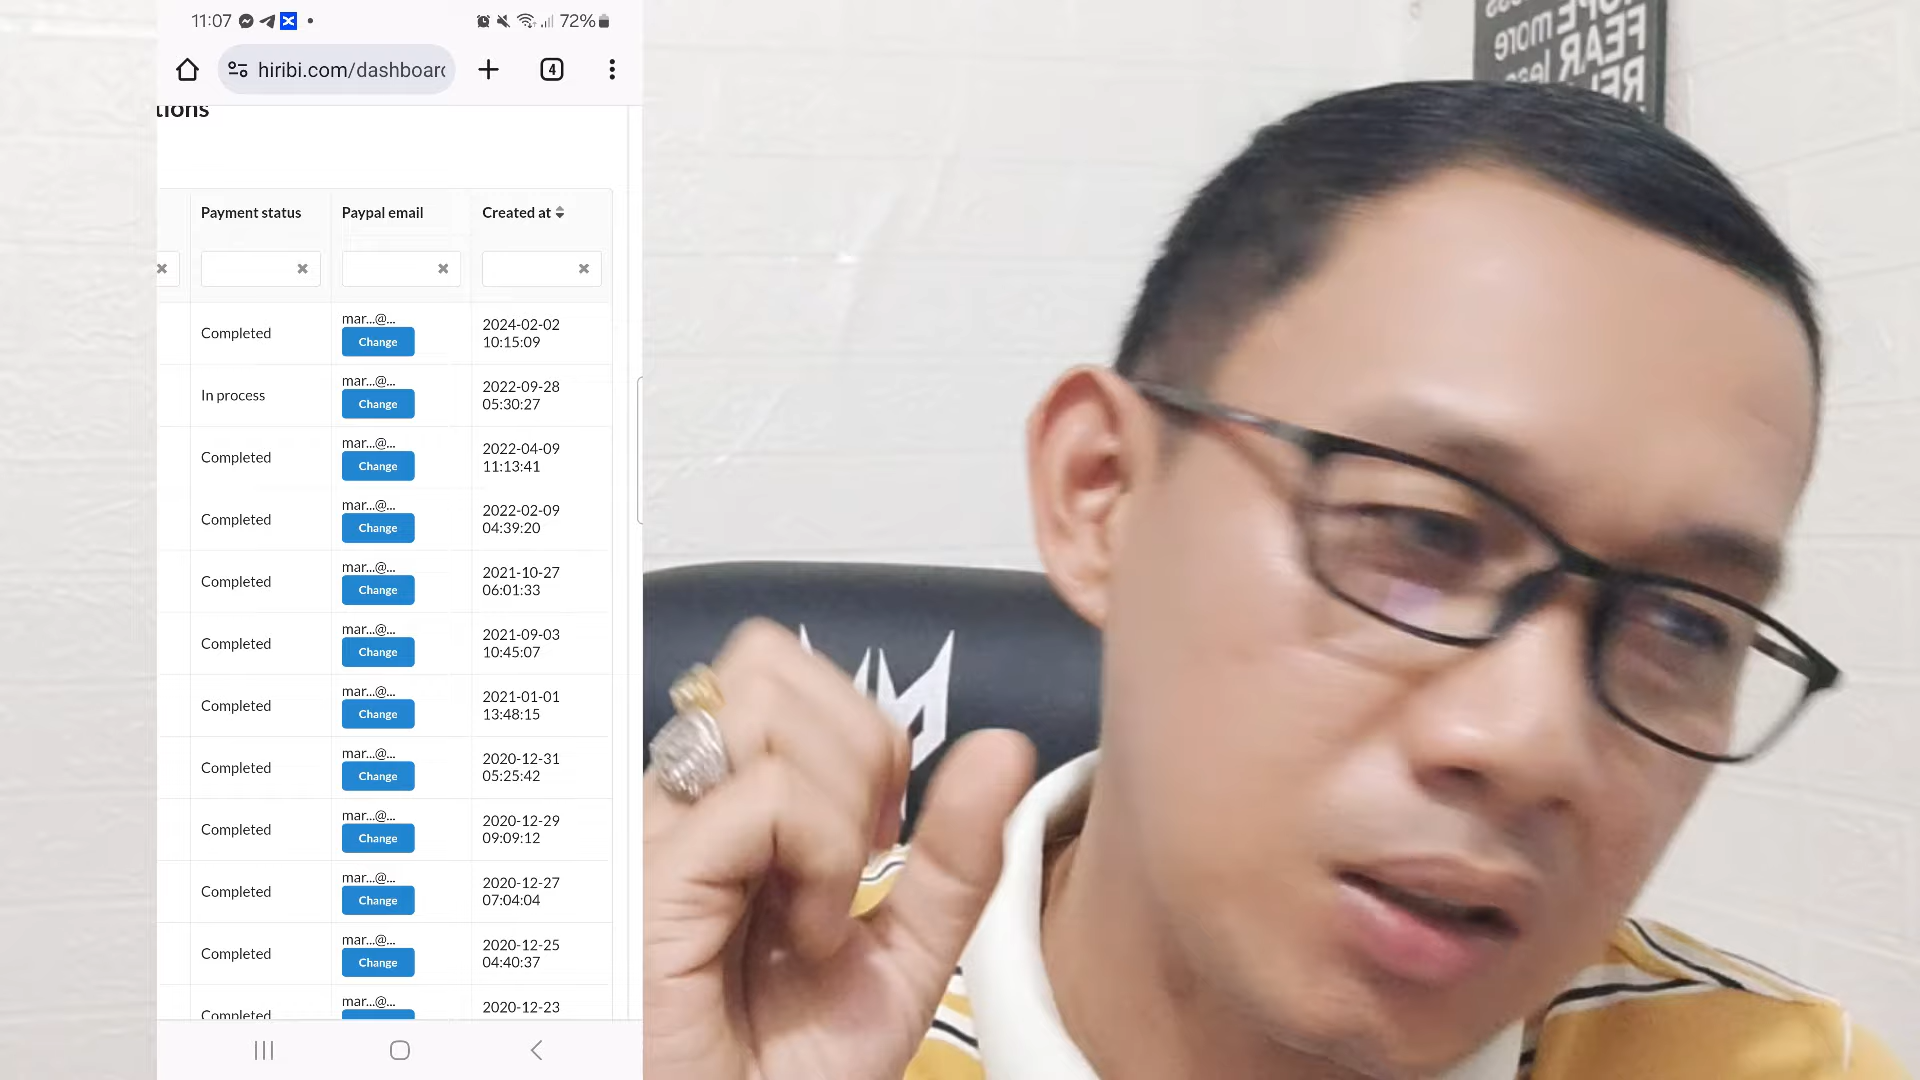 11:07
72%
hiribi.com/dashboard
4
tions
Payment status Paypal email Created at
Completed mar...@... Change 2024-02-02 10:15:09
In process mar...@... Change 2022-09-28 05:30:27
Completed mar...@... Change 2022-04-09 11:13:41
Completed mar...@... Change 2022-02-09 04:39:20
Completed mar...@... Change 2021-10-27 06:01:33
Completed mar...@... Change 2021-09-03 10:45:07
Completed mar...@... Change 2021-01-01 13:48:15
Completed mar...@... Change 2020-12-31 05:25:42
Completed mar...@... Change 2020-12-29 09:09:12
Completed mar...@... Change 2020-12-27 07:04:04
Completed mar...@... Change 2020-12-25 04:40:37
Completed mar...@... 2020-12-23
HOPE more
FEAR less